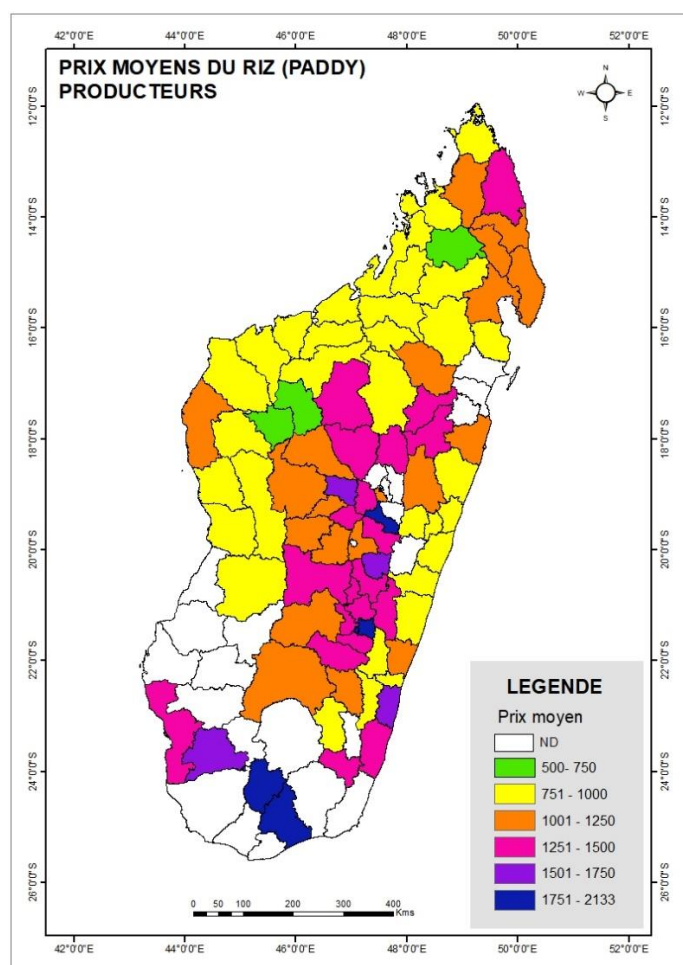 42°0'0"E 44°0'0"E 46°0'0"E 48°0'0"E 50°0'0"E 52°0'0"E
PRIX MOYENS DU RIZ (PADDY)
PRODUCTEURS
N
W E
S
12°0'0"S 12°0'0"S
14°0'0"S 14°0'0"S
16°0'0"S 16°0'0"S
18°0'0"S 18°0'0"S
20°0'0"S 20°0'0"S
22°0'0"S 22°0'0"S
24°0'0"S 24°0'0"S
26°0'0"S 26°0'0"S
LEGENDE
Prix moyen
ND
500- 750
751 - 1000
1001 - 1250
1251 - 1500
1501 - 1750
1751 - 2133
0 50 100 200 300 400
Kms
42°0'0"E 44°0'0"E 46°0'0"E 48°0'0"E 50°0'0"E 52°0'0"E